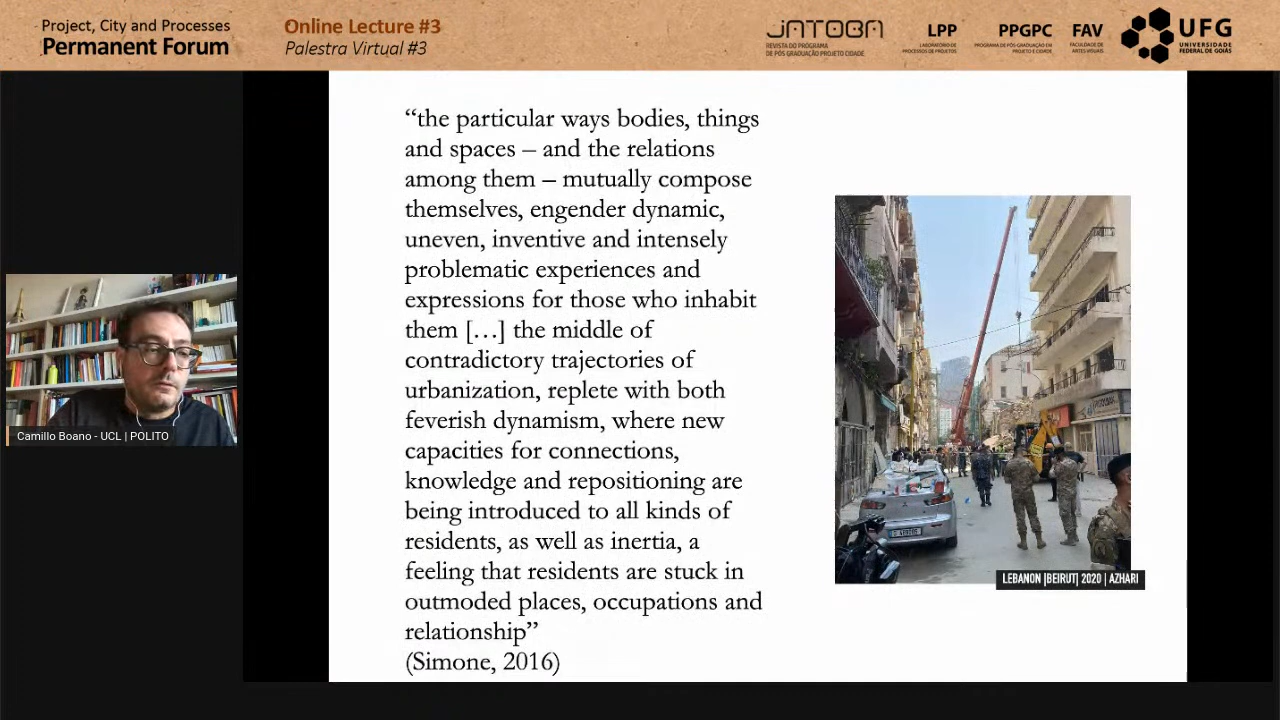 Project, City and Processes
Permanent Forum
Online Lecture #3
Palestra Virtual #3
JATOBA
REVISTA DO PROGRAMA
DE PÓS-GRADUAÇÃO PROJETO CIDADE
LPP
LABORATÓRIO DE
PROCESSOS DE PROJETOS
PPGPC
PROGRAMA DE PÓS-GRADUAÇÃO EM
PROJETO E CIDADE
FAV
FACULDADE DE
ARTES VISUAIS
UFG
UNIVERSIDADE
FEDERAL DE GOIÁS
“the particular ways bodies, things
and spaces – and the relations
among them – mutually compose
themselves, engender dynamic,
uneven, inventive and intensely
problematic experiences and
expressions for those who inhabit
them […] the middle of
contradictory trajectories of
urbanization, replete with both
feverish dynamism, where new
capacities for connections,
knowledge and repositioning are
being introduced to all kinds of
residents, as well as inertia, a
feeling that residents are stuck in
outmoded places, occupations and
relationship”
(Simone, 2016)
LEBANON |BEIRUT| 2020 | AZHARI
Camillo Boano - UCL | POLITO